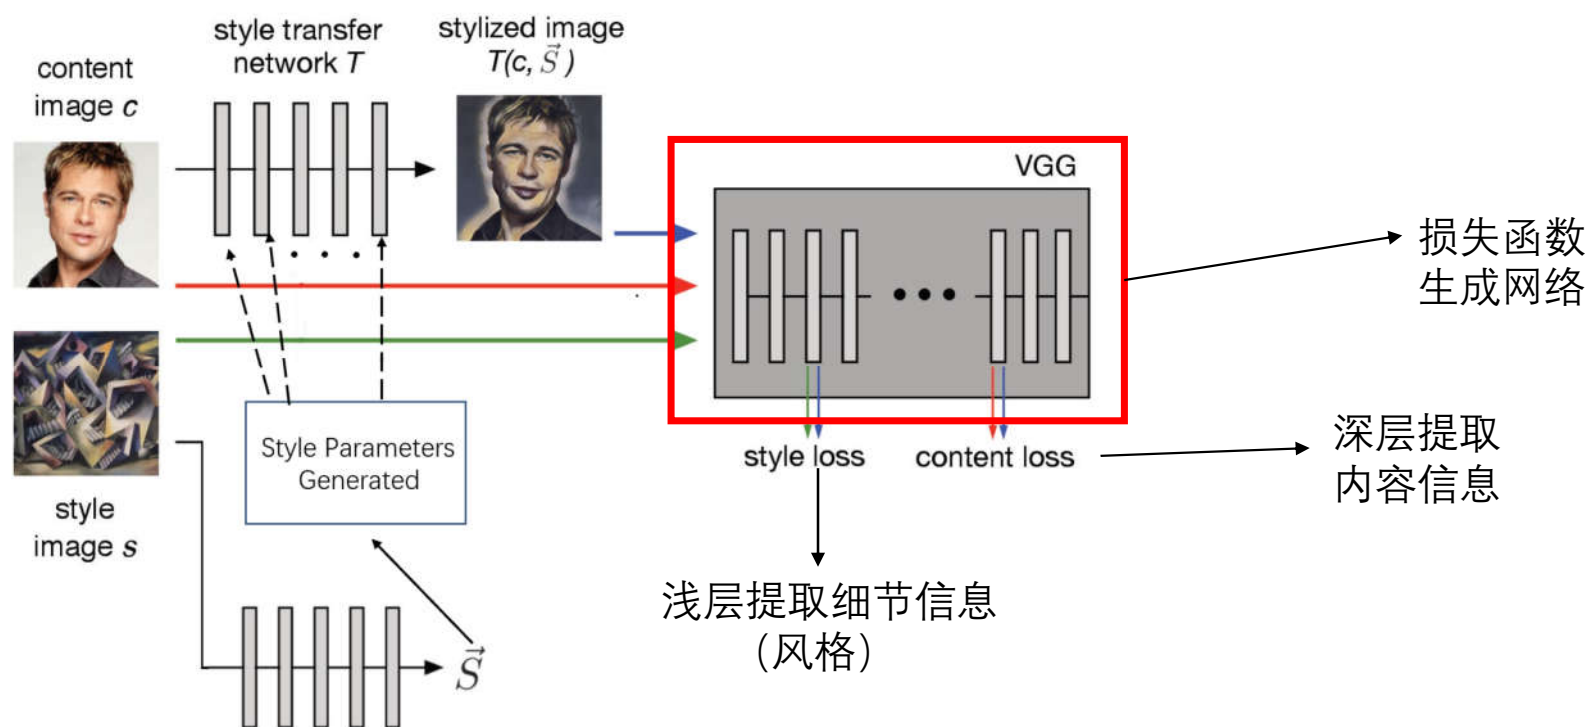 style transfer
network T
stylized image
T(c, S⃗ )
content
image c
VGG
损失函数
生成网络
Style Parameters
Generated
style loss
content loss
深层提取
内容信息
style
image s
浅层提取细节信息
（风格）
S⃗